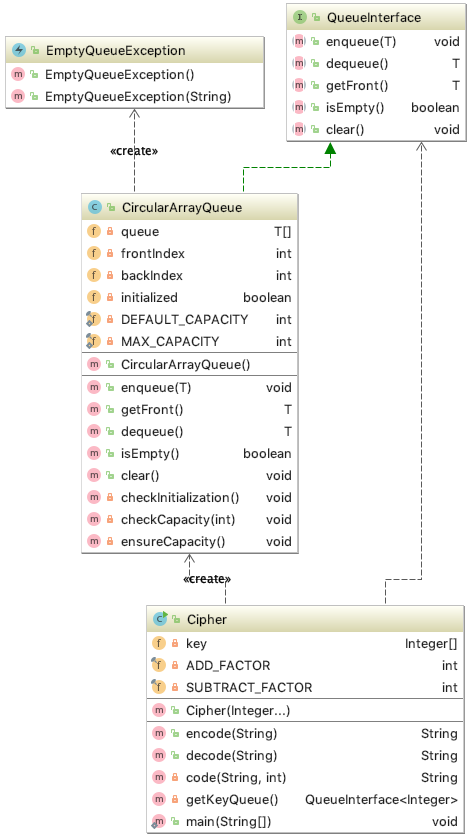 QueueInterface
enqueue(T) void
dequeue() T
getFront() T
isEmpty() boolean
clear() void
EmptyQueueException
EmptyQueueException()
EmptyQueueException(String)
«create»
CircularArrayQueue
queue T[]
frontIndex int
backIndex int
initialized boolean
DEFAULT_CAPACITY int
MAX_CAPACITY int
CircularArrayQueue()
enqueue(T) void
getFront() T
dequeue() T
isEmpty() boolean
clear() void
checkInitialization() void
checkCapacity(int) void
ensureCapacity() void
«create»
Cipher
key Integer[]
ADD_FACTOR int
SUBTRACT_FACTOR int
Cipher(Integer...)
encode(String) String
decode(String) String
code(String, int) String
getKeyQueue() QueueInterface<Integer>
main(String[]) void